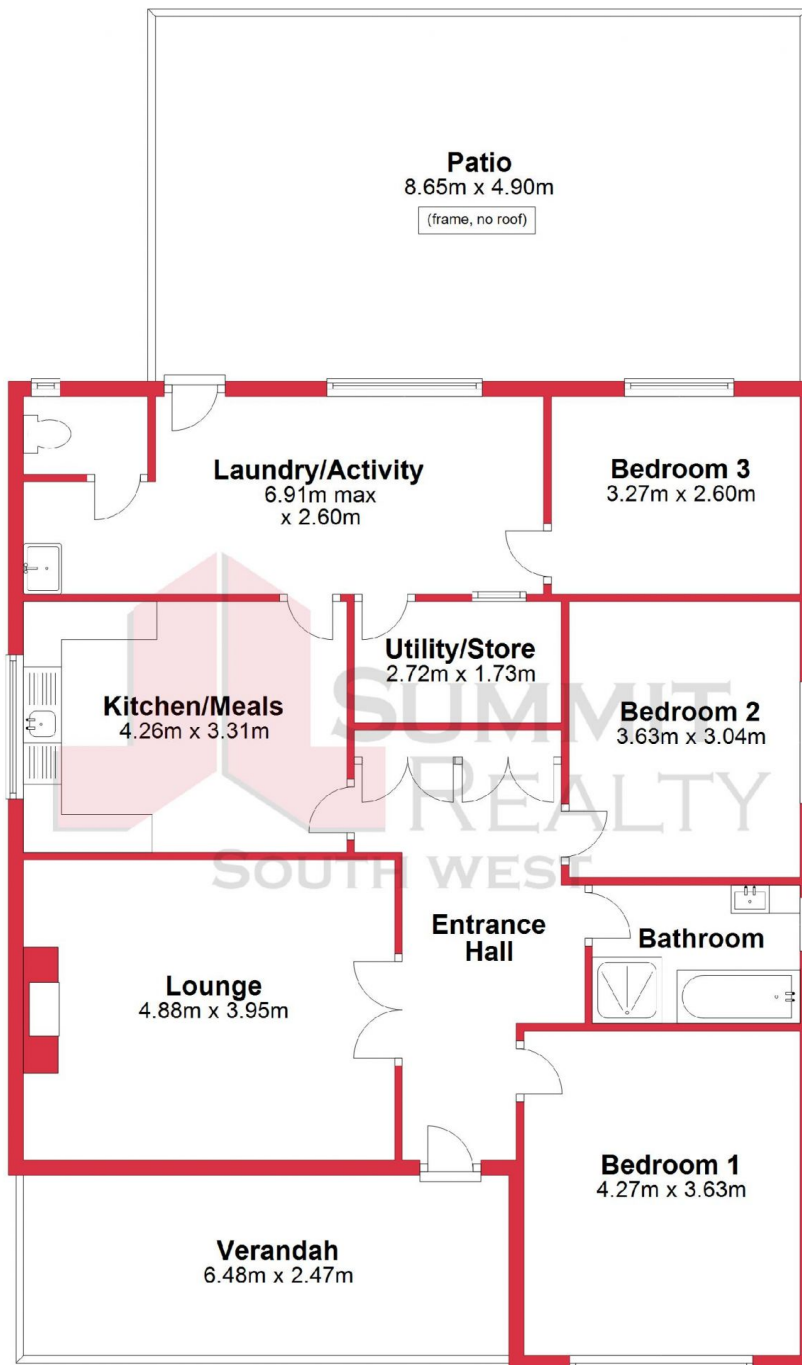 Patio
8.65m x 4.90m
(frame, no roof)
Laundry/Activity
6.91m max
x 2.60m
Bedroom 3
3.27m x 2.60m
Utility/Store
2.72m x 1.73m
Kitchen/Meals
4.26m x 3.31m
Bedroom 2
3.63m x 3.04m
SUMMIT
REALTY
SOUTH WEST
Entrance
Hall
Bathroom
Lounge
4.88m x 3.95m
Bedroom 1
4.27m x 3.63m
Verandah
6.48m x 2.47m